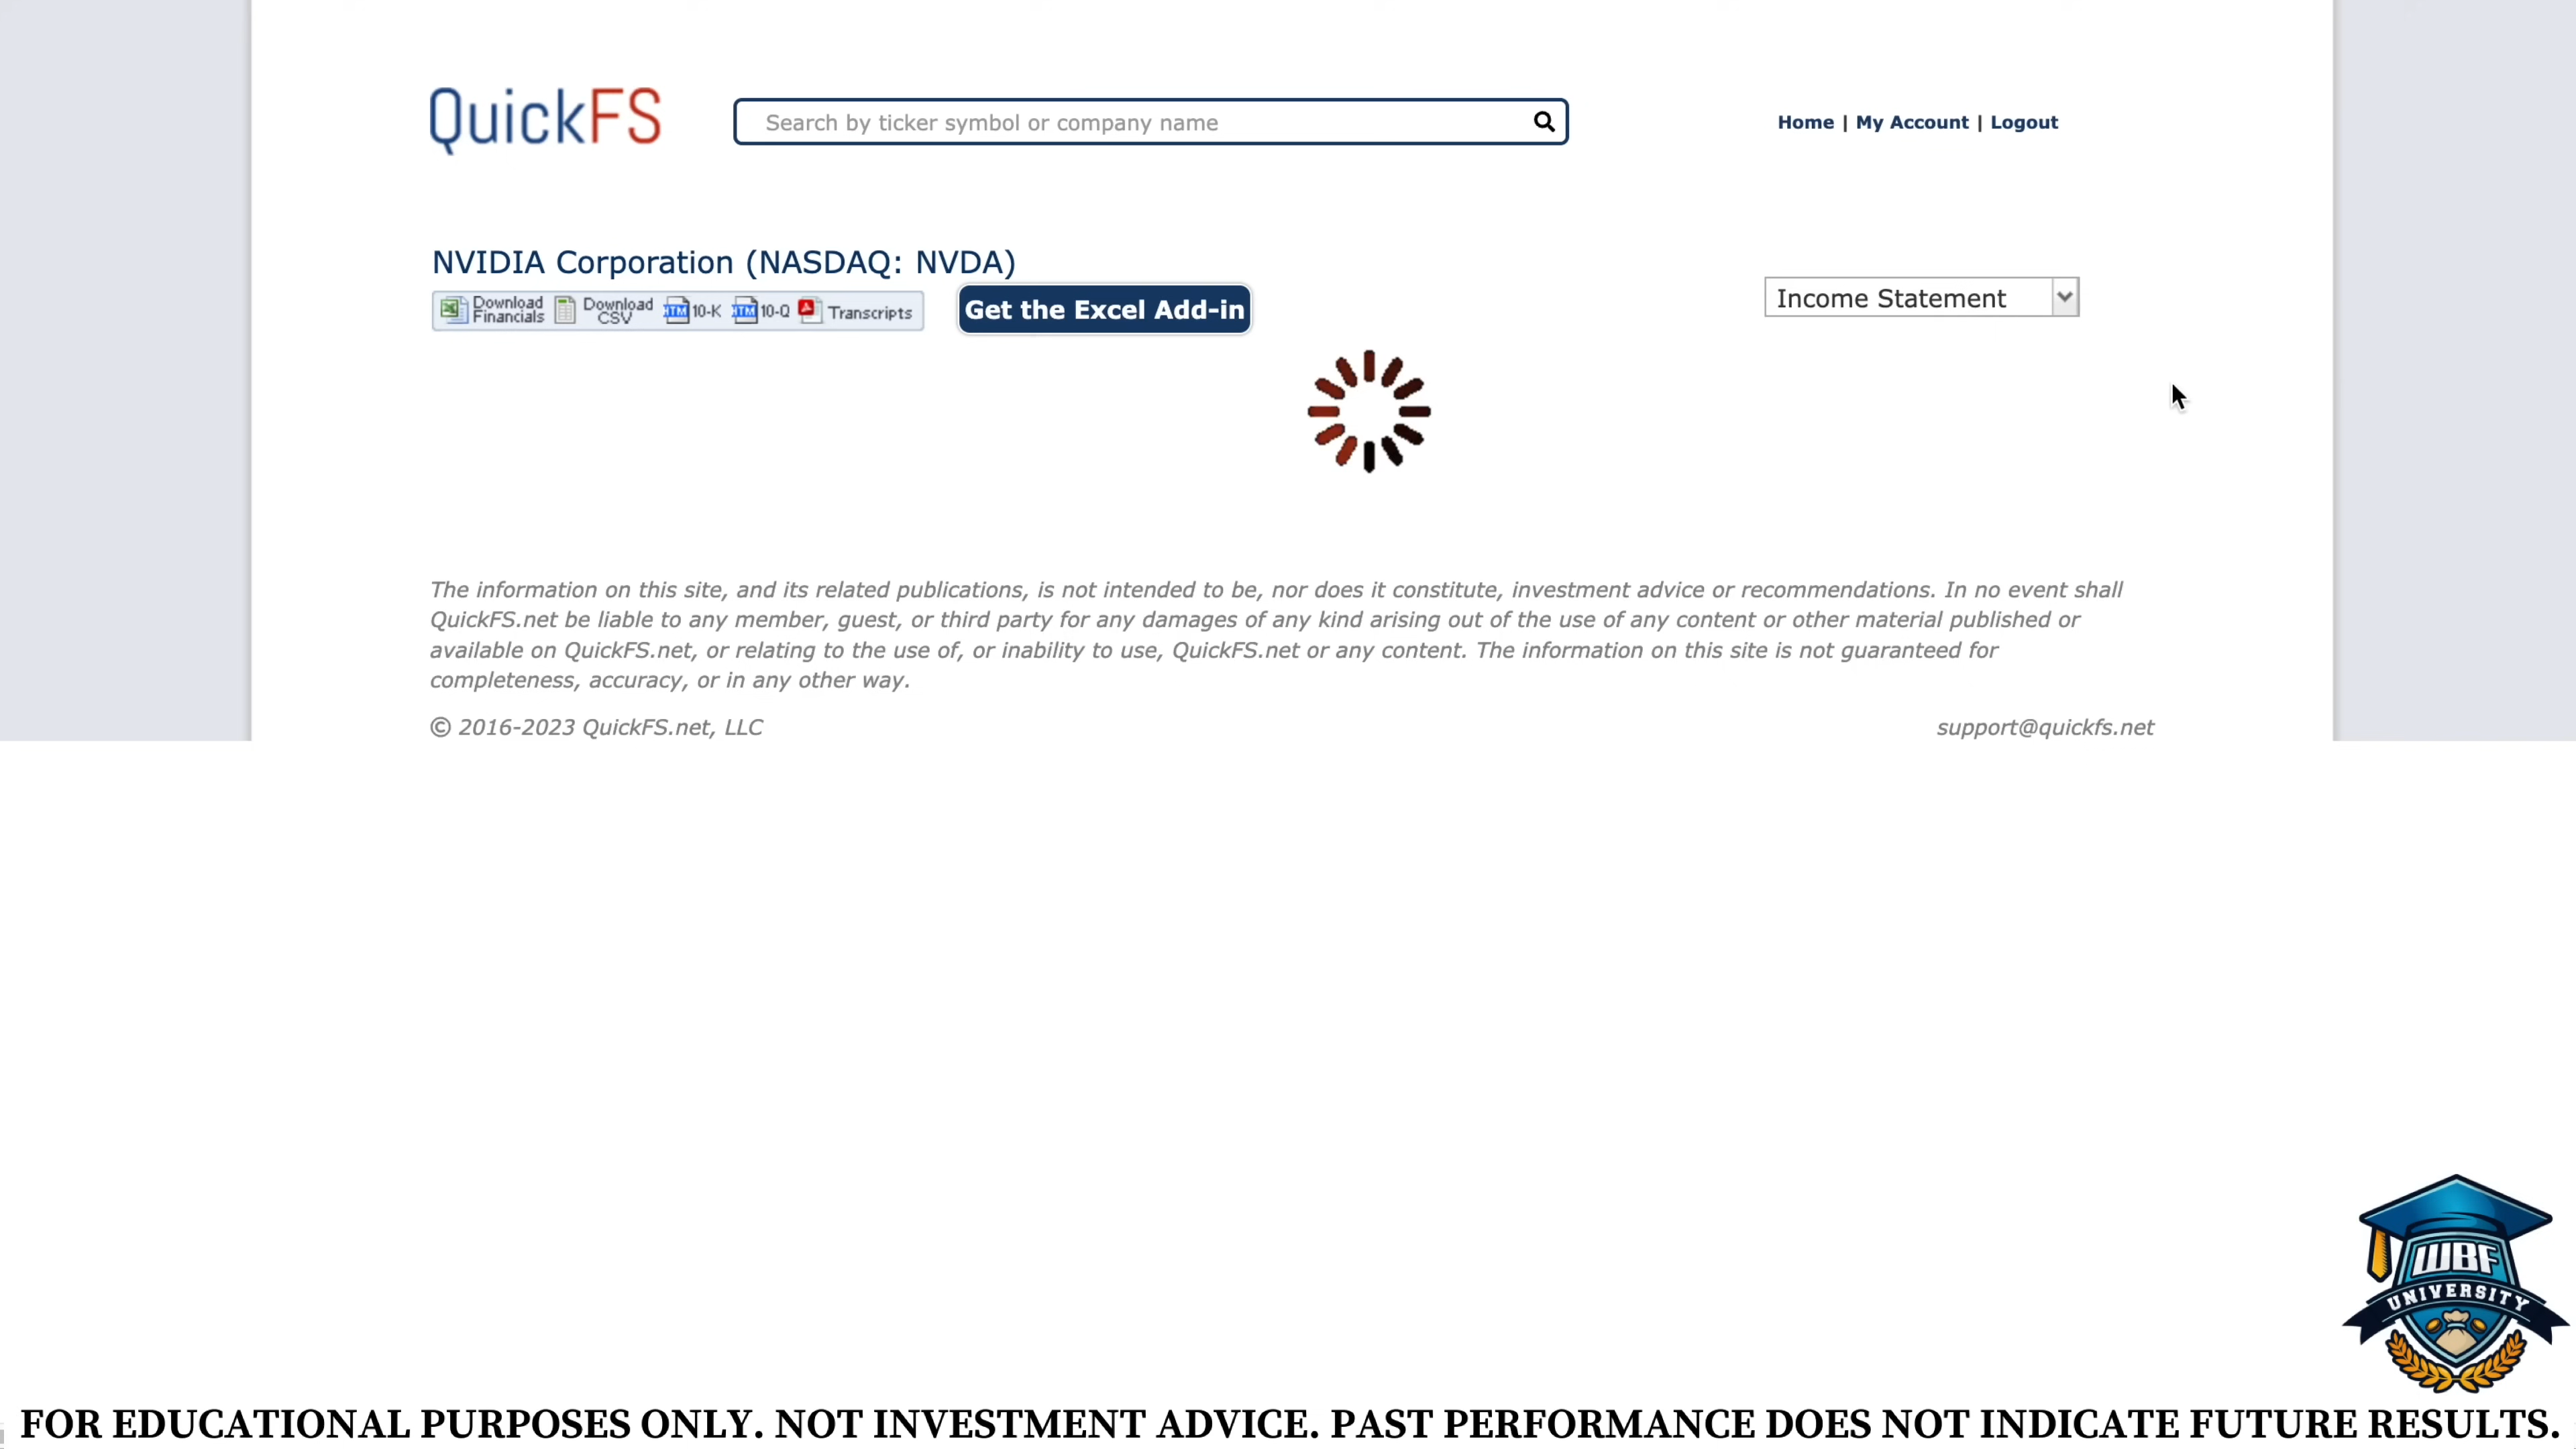 QuickFS
Search by ticker symbol or company name
Home | My Account | Logout
NVIDIA Corporation (NASDAQ: NVDA)
Download Financials
Download CSV
10-K
10-Q
Transcripts
Get the Excel Add-in
Income Statement
The information on this site, and its related publications, is not intended to be, nor does it constitute, investment advice or recommendations. In no event shall
QuickFS.net be liable to any member, guest, or third party for any damages of any kind arising out of the use of any content or other material published or
available on QuickFS.net, or relating to the use of, or inability to use, QuickFS.net or any content. The information on this site is not guaranteed for
completeness, accuracy, or in any other way.
© 2016-2023 QuickFS.net, LLC
support@quickfs.net
WBF
UNIVERSITY
FOR EDUCATIONAL PURPOSES ONLY. NOT INVESTMENT ADVICE. PAST PERFORMANCE DOES NOT INDICATE FUTURE RESULTS.